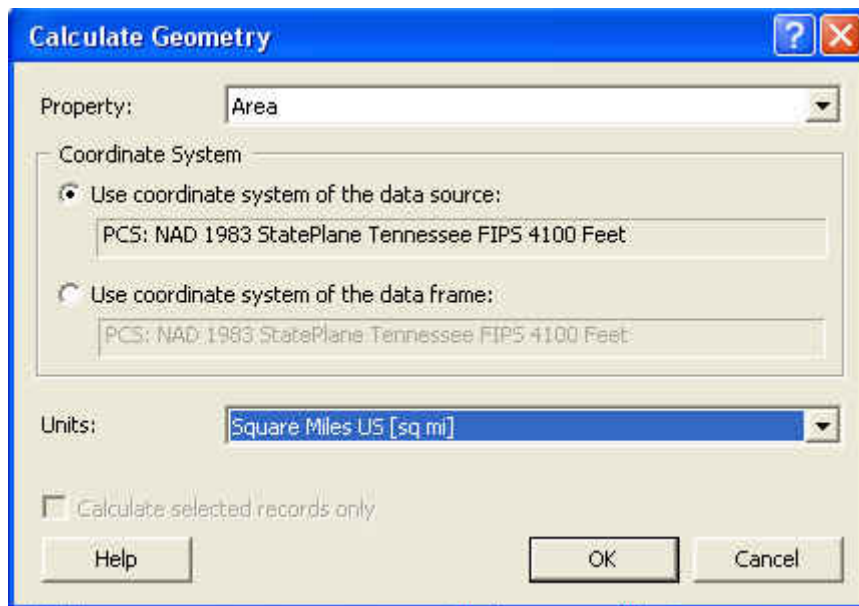 Calculate Geometry
Property: Area
Coordinate System
Use coordinate system of the data source:
PCS: NAD 1983 StatePlane Tennessee FIPS 4100 Feet
Use coordinate system of the data frame:
PCS: NAD 1983 StatePlane Tennessee FIPS 4100 Feet
Units: Square Miles US [sq mi]
Calculate selected records only
Help OK Cancel